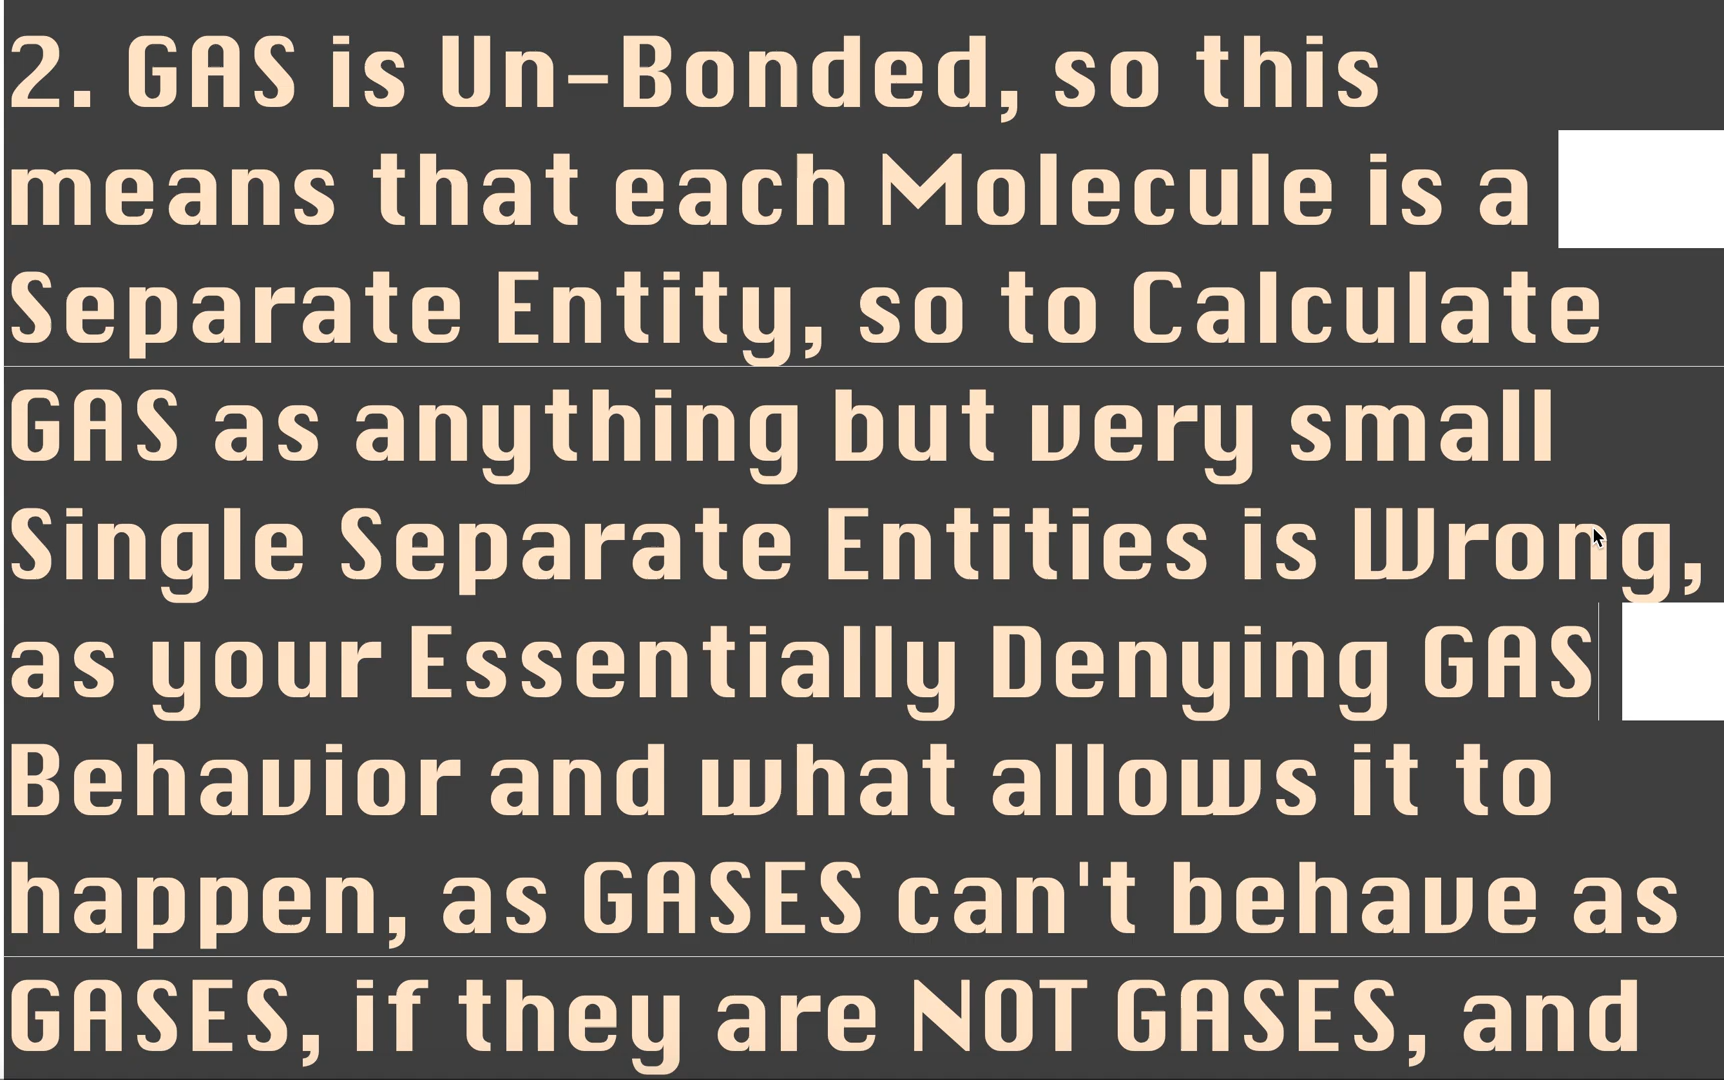 2. GAS is Un-Bonded, so this
means that each Molecule is a
Separate Entity, so to Calculate
GAS as anything but very small
Single Separate Entities is Wrong,
as your Essentially Denying GAS
Behavior and what allows it to
happen, as GASES can't behave as
GASES, if they are NOT GASES, and